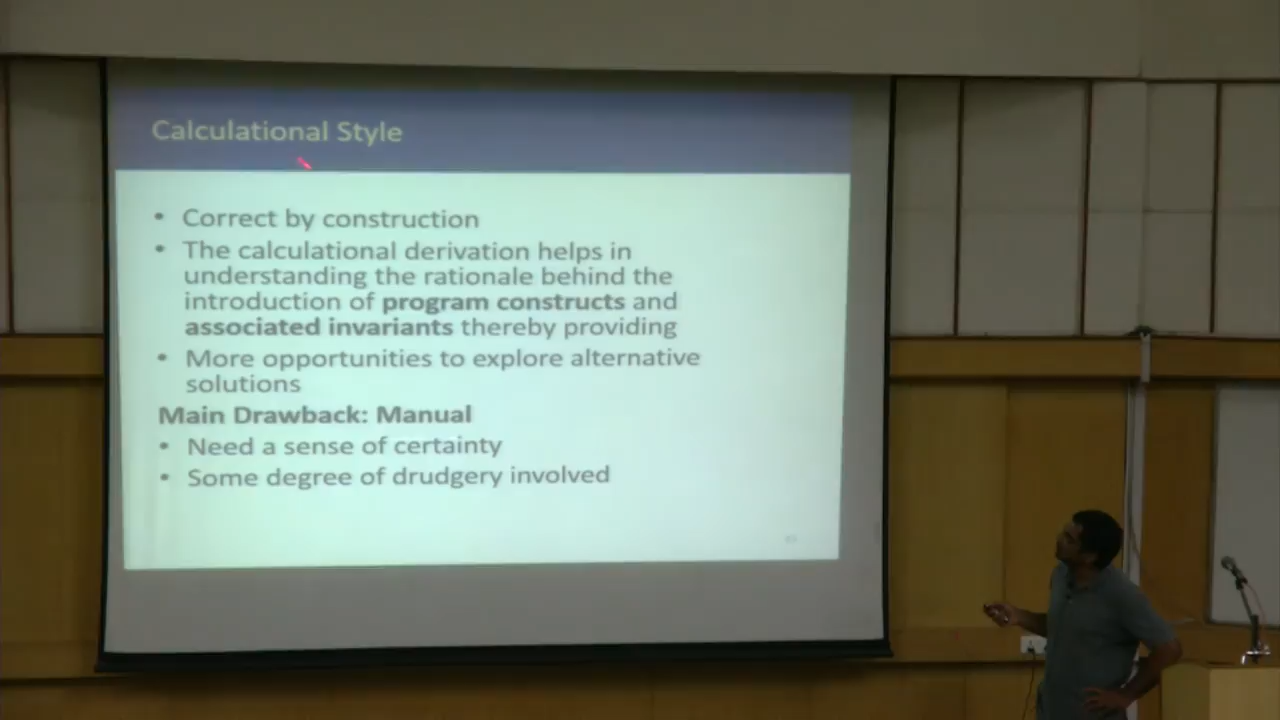 Calculational Style
• Correct by construction
• The calculational derivation helps in
understanding the rationale behind the
introduction of program constructs and
associated invariants thereby providing
• More opportunities to explore alternative
solutions
Main Drawback: Manual
• Need a sense of certainty
• Some degree of drudgery involved